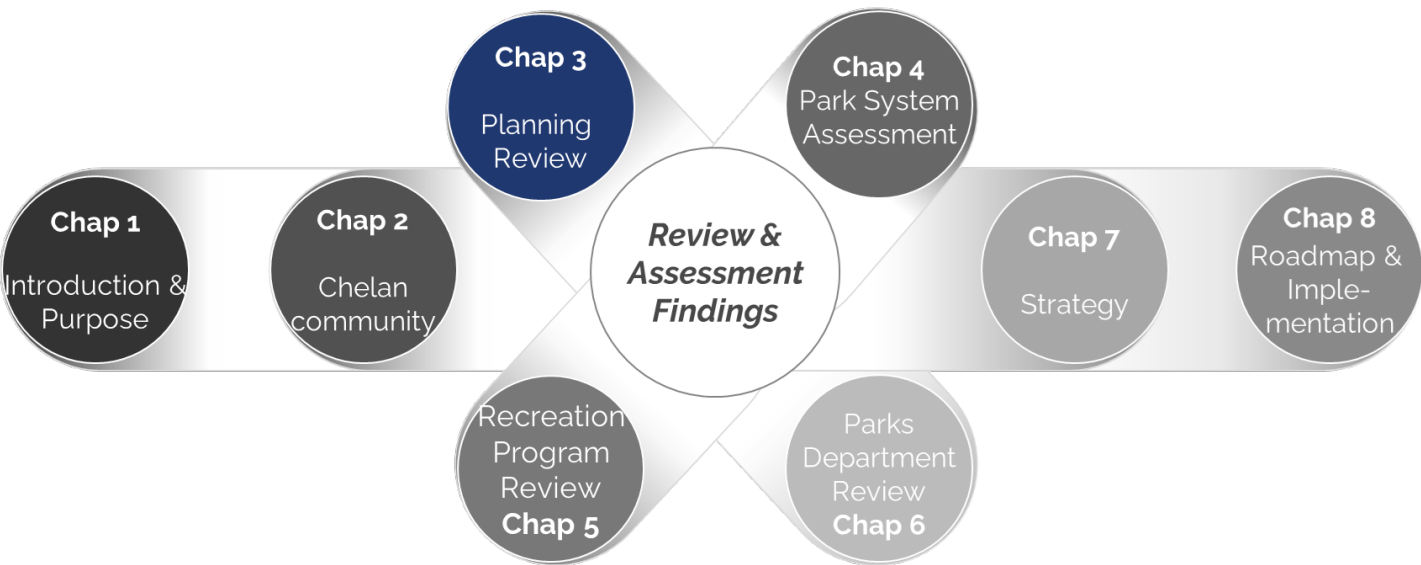 Chap 1
Introduction &
Purpose
Chap 2
Chelan
community
Chap 3
Planning
Review
Chap 4
Park System
Assessment
Review &
Assessment
Findings
Recreation
Program
Review
Chap 5
Parks
Department
Review
Chap 6
Chap 7
Strategy
Chap 8
Roadmap &
Imple-
mentation